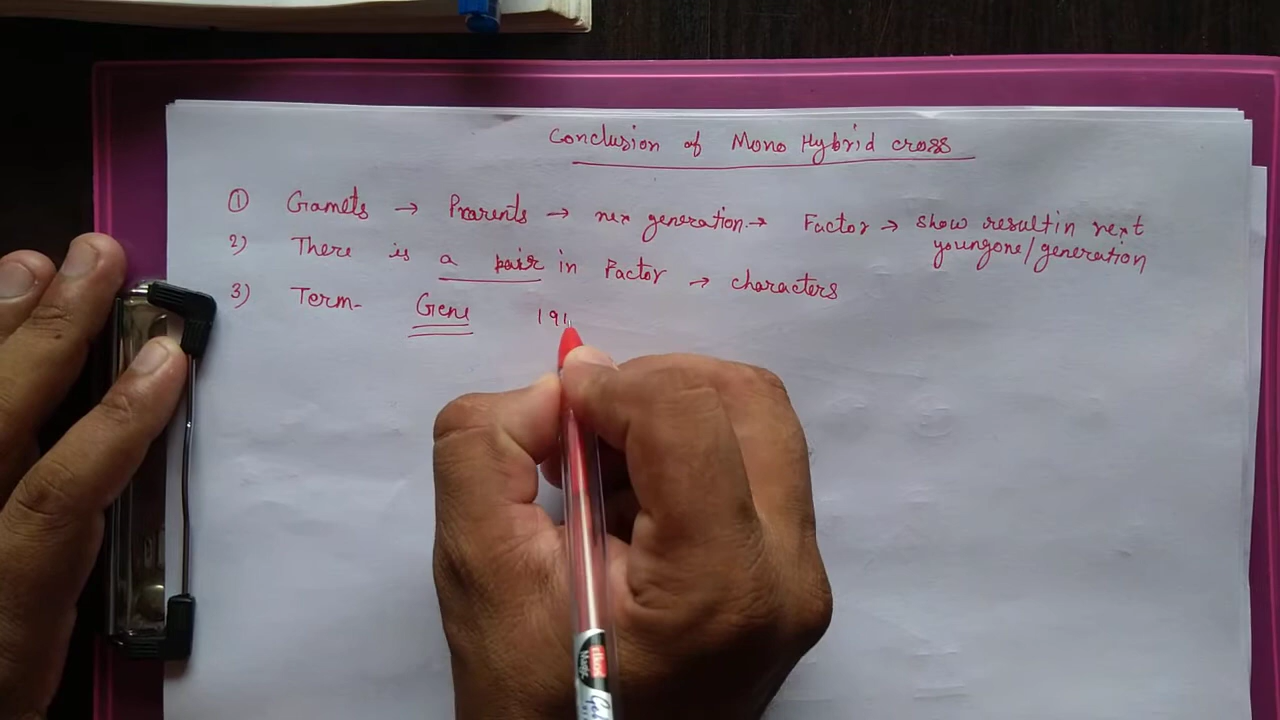 Conclusion of Mono Hybrid cross
① Gamets → Prarents → nex generation → Factor → show result in next
youngone/generation
2) There is a pair in Factor → characters
3) Term- Gene 191